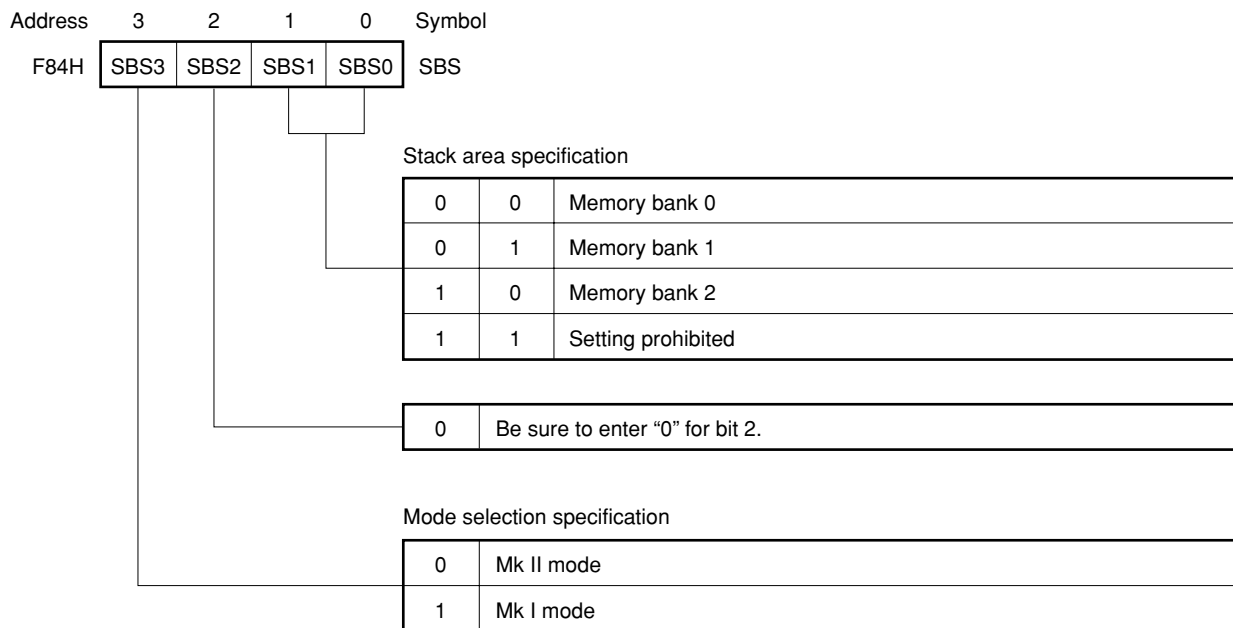 Address 3 2 1 0 Symbol
F84H SBS3 SBS2 SBS1 SBS0 SBS
Stack area specification
0 0 Memory bank 0
0 1 Memory bank 1
1 0 Memory bank 2
1 1 Setting prohibited
0 Be sure to enter “0” for bit 2.
Mode selection specification
0 Mk II mode
1 Mk I mode